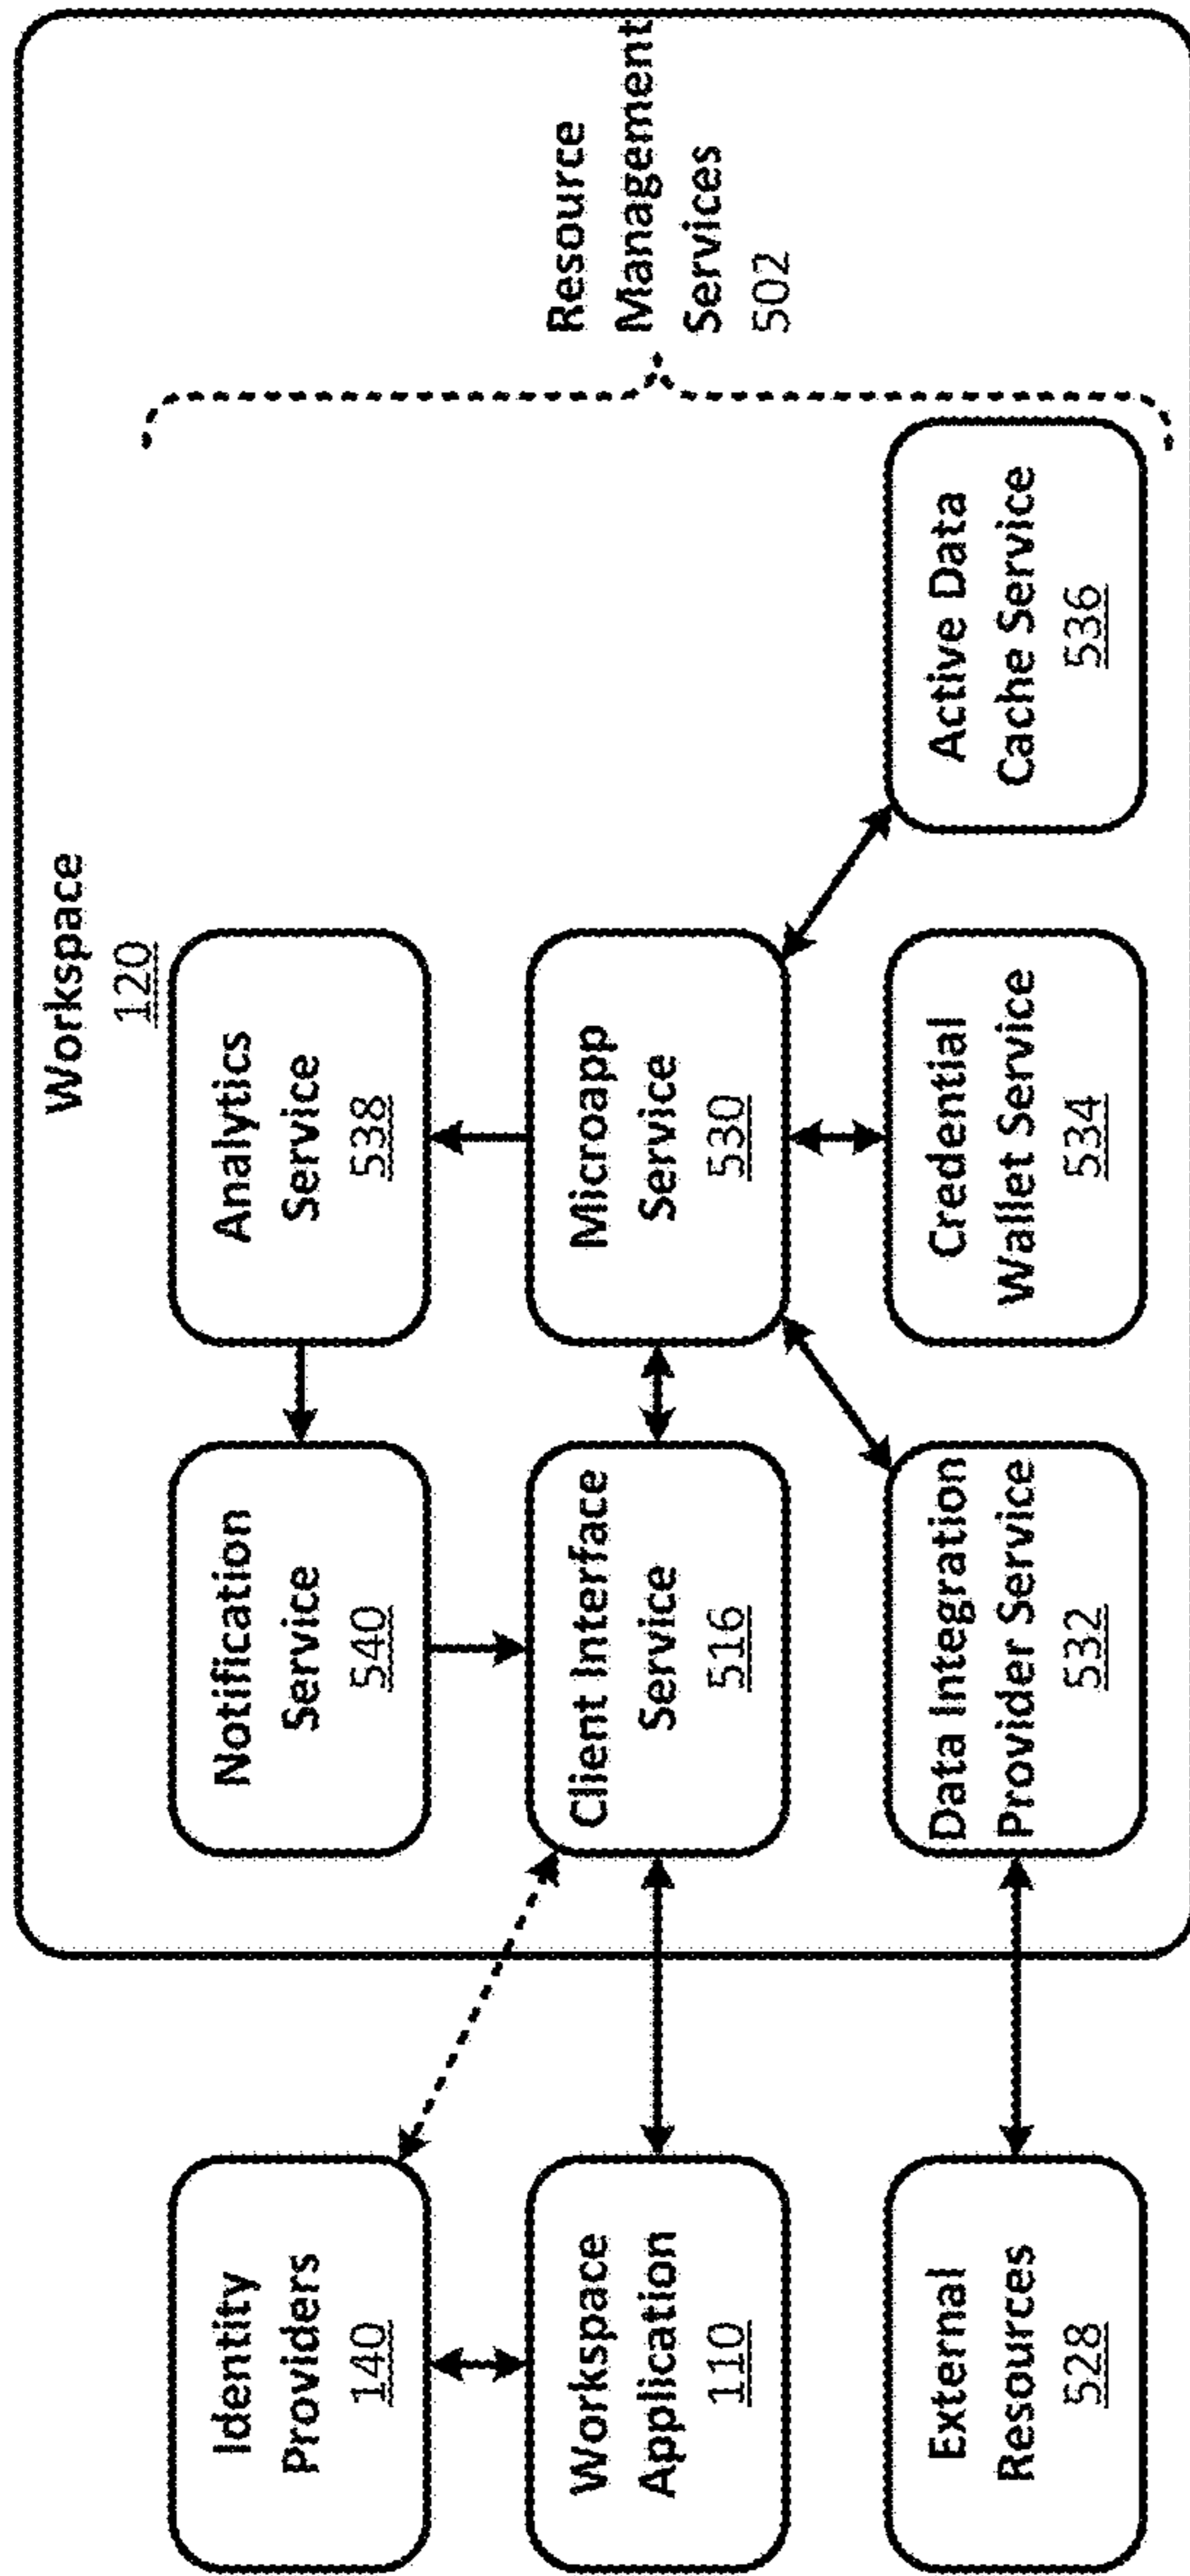 Workspace
120
Identity
Providers
140
Notification
Service
540
Analytics
Service
538
Resource
Management
Services
502
Workspace
Application
110
Client Interface
Service
516
Microapp
Service
530
External
Resources
528
Data Integration
Provider Service
532
Credential
Wallet Service
534
Active Data
Cache Service
536